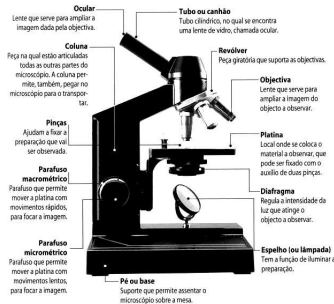 Ocular
Lente que serve para ampliar a
imagem dada pela objectiva.
Tubo ou canhão
Tubo cilíndrico, no qual se encontra
uma lente de vidro, chamada ocular.
Coluna
Peça na qual estão articuladas
todas as outras partes do
microscópio. A coluna per-
mite, também, pegar no
microscópio para o transpor-
tar.
Revólver
Peça giratória que suporta as objectivas.
Objectiva
Lente que serve para
ampliar a imagem do
objecto a observar.
Pinças
Ajudam a fixar a
preparação que vai
ser observada.
Platina
Local onde se coloca o
material a observar, que
pode ser fixado com o
auxílio de duas pinças.
Parafuso
macrométrico
Parafuso que permite
mover a platina com
movimentos rápidos,
para focar a imagem.
Diafragma
Regula a intensidade da
luz que atinge o
objecto a observar.
Parafuso
micrométrico
Parafuso que permite
mover a platina com
movimentos lentos,
para focar a imagem.
Espelho (ou lâmpada)
Tem a função de iluminar a
preparação.
Pé ou base
Suporte que permite assentar o
microscópio sobre a mesa.